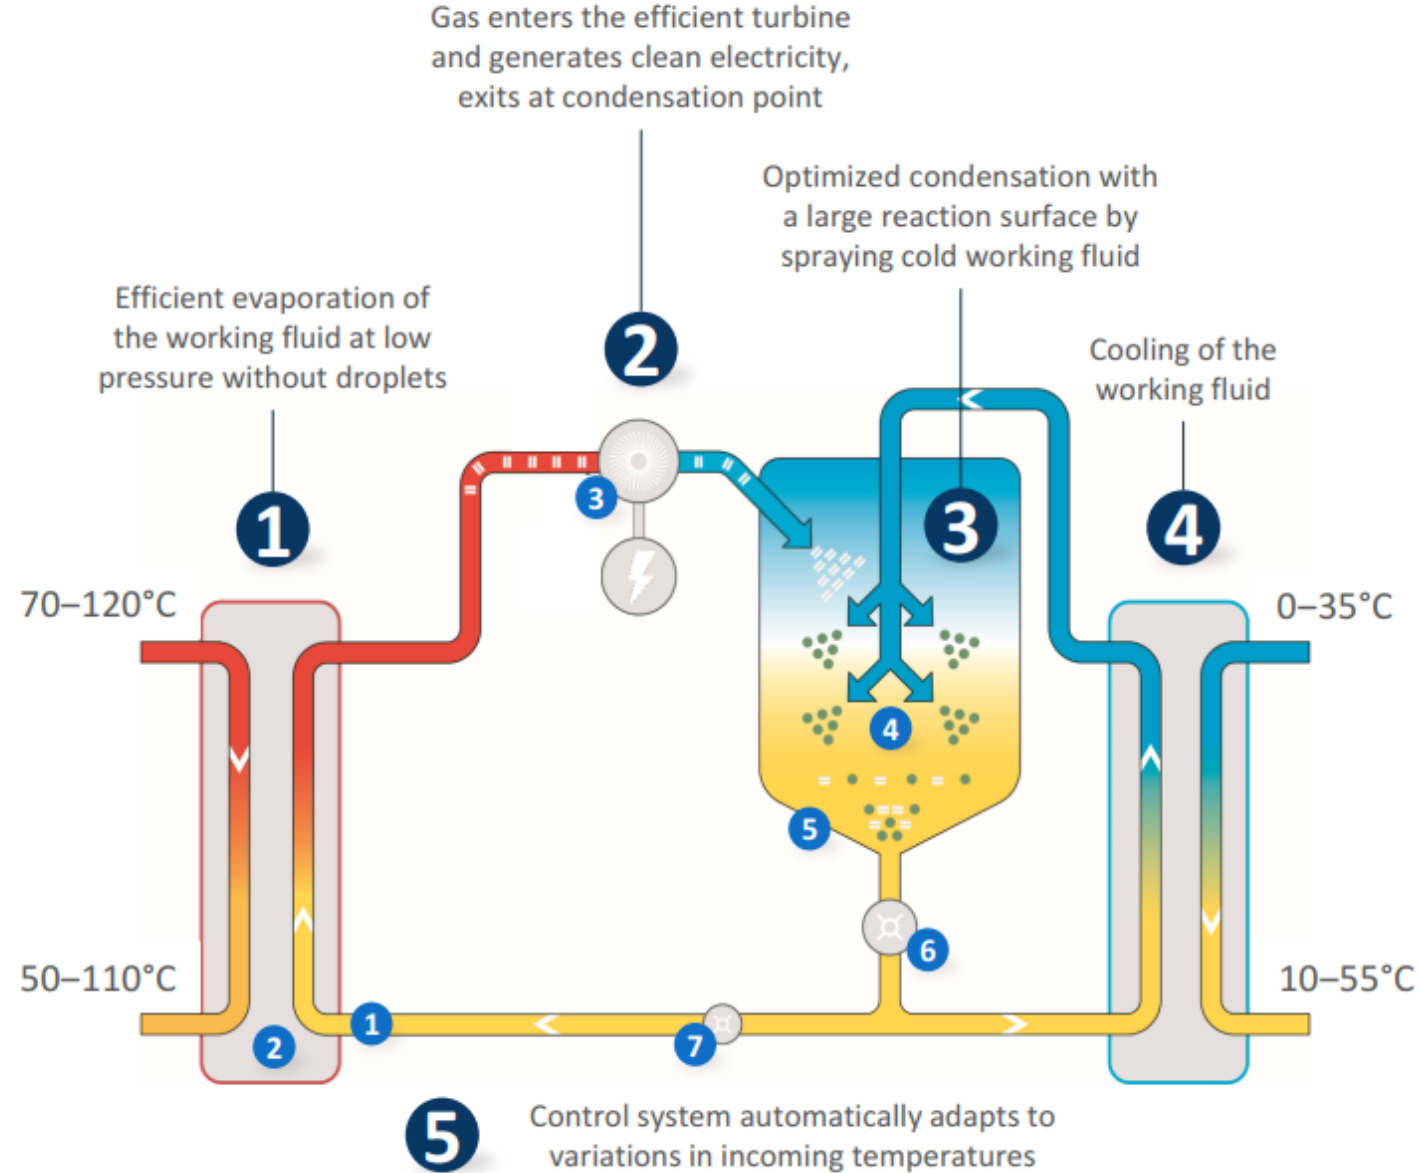 Gas enters the efficient turbine
and generates clean electricity,
exits at condensation point
Optimized condensation with
a large reaction surface by
spraying cold working fluid
Efficient evaporation of
the working fluid at low
pressure without droplets
Cooling of the
working fluid
2
1
3
4
3
70–120°C
0–35°C
4
5
6
50–110°C
10–55°C
1
2
7
5
Control system automatically adapts to
variations in incoming temperatures